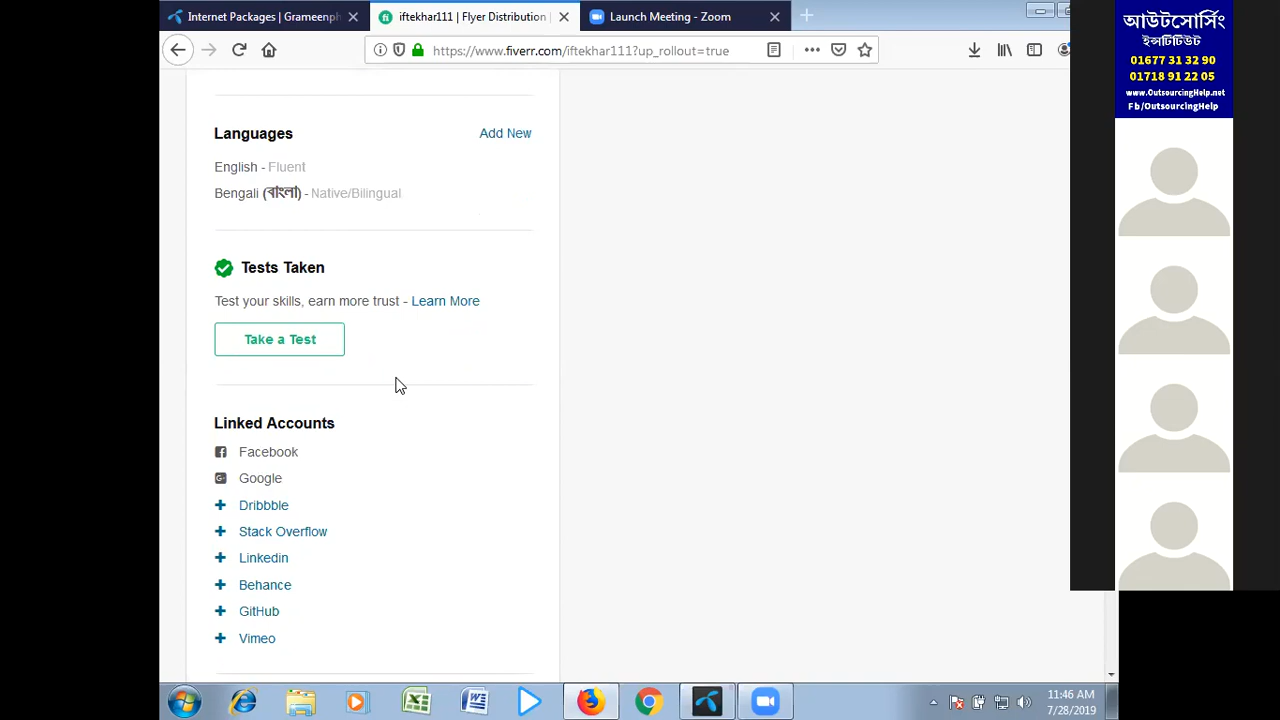 Internet Packages | Grameenph
iftekhar111 | Flyer Distribution |
Launch Meeting - Zoom
https://www.fiverr.com/iftekhar111?up_rollout=true
আউটসোর্সিং
ইন্সটিটিউট
01677 31 32 90
01718 91 22 05
www.OutsourcingHelp.net
Fb/OutsourcingHelp
Languages
Add New
English - Fluent
Bengali (বাংলা) - Native/Bilingual
Tests Taken
Test your skills, earn more trust - Learn More
Take a Test
Linked Accounts
Facebook
Google
Dribbble
Stack Overflow
Linkedin
Behance
GitHub
Vimeo
11:46 AM
7/28/2019